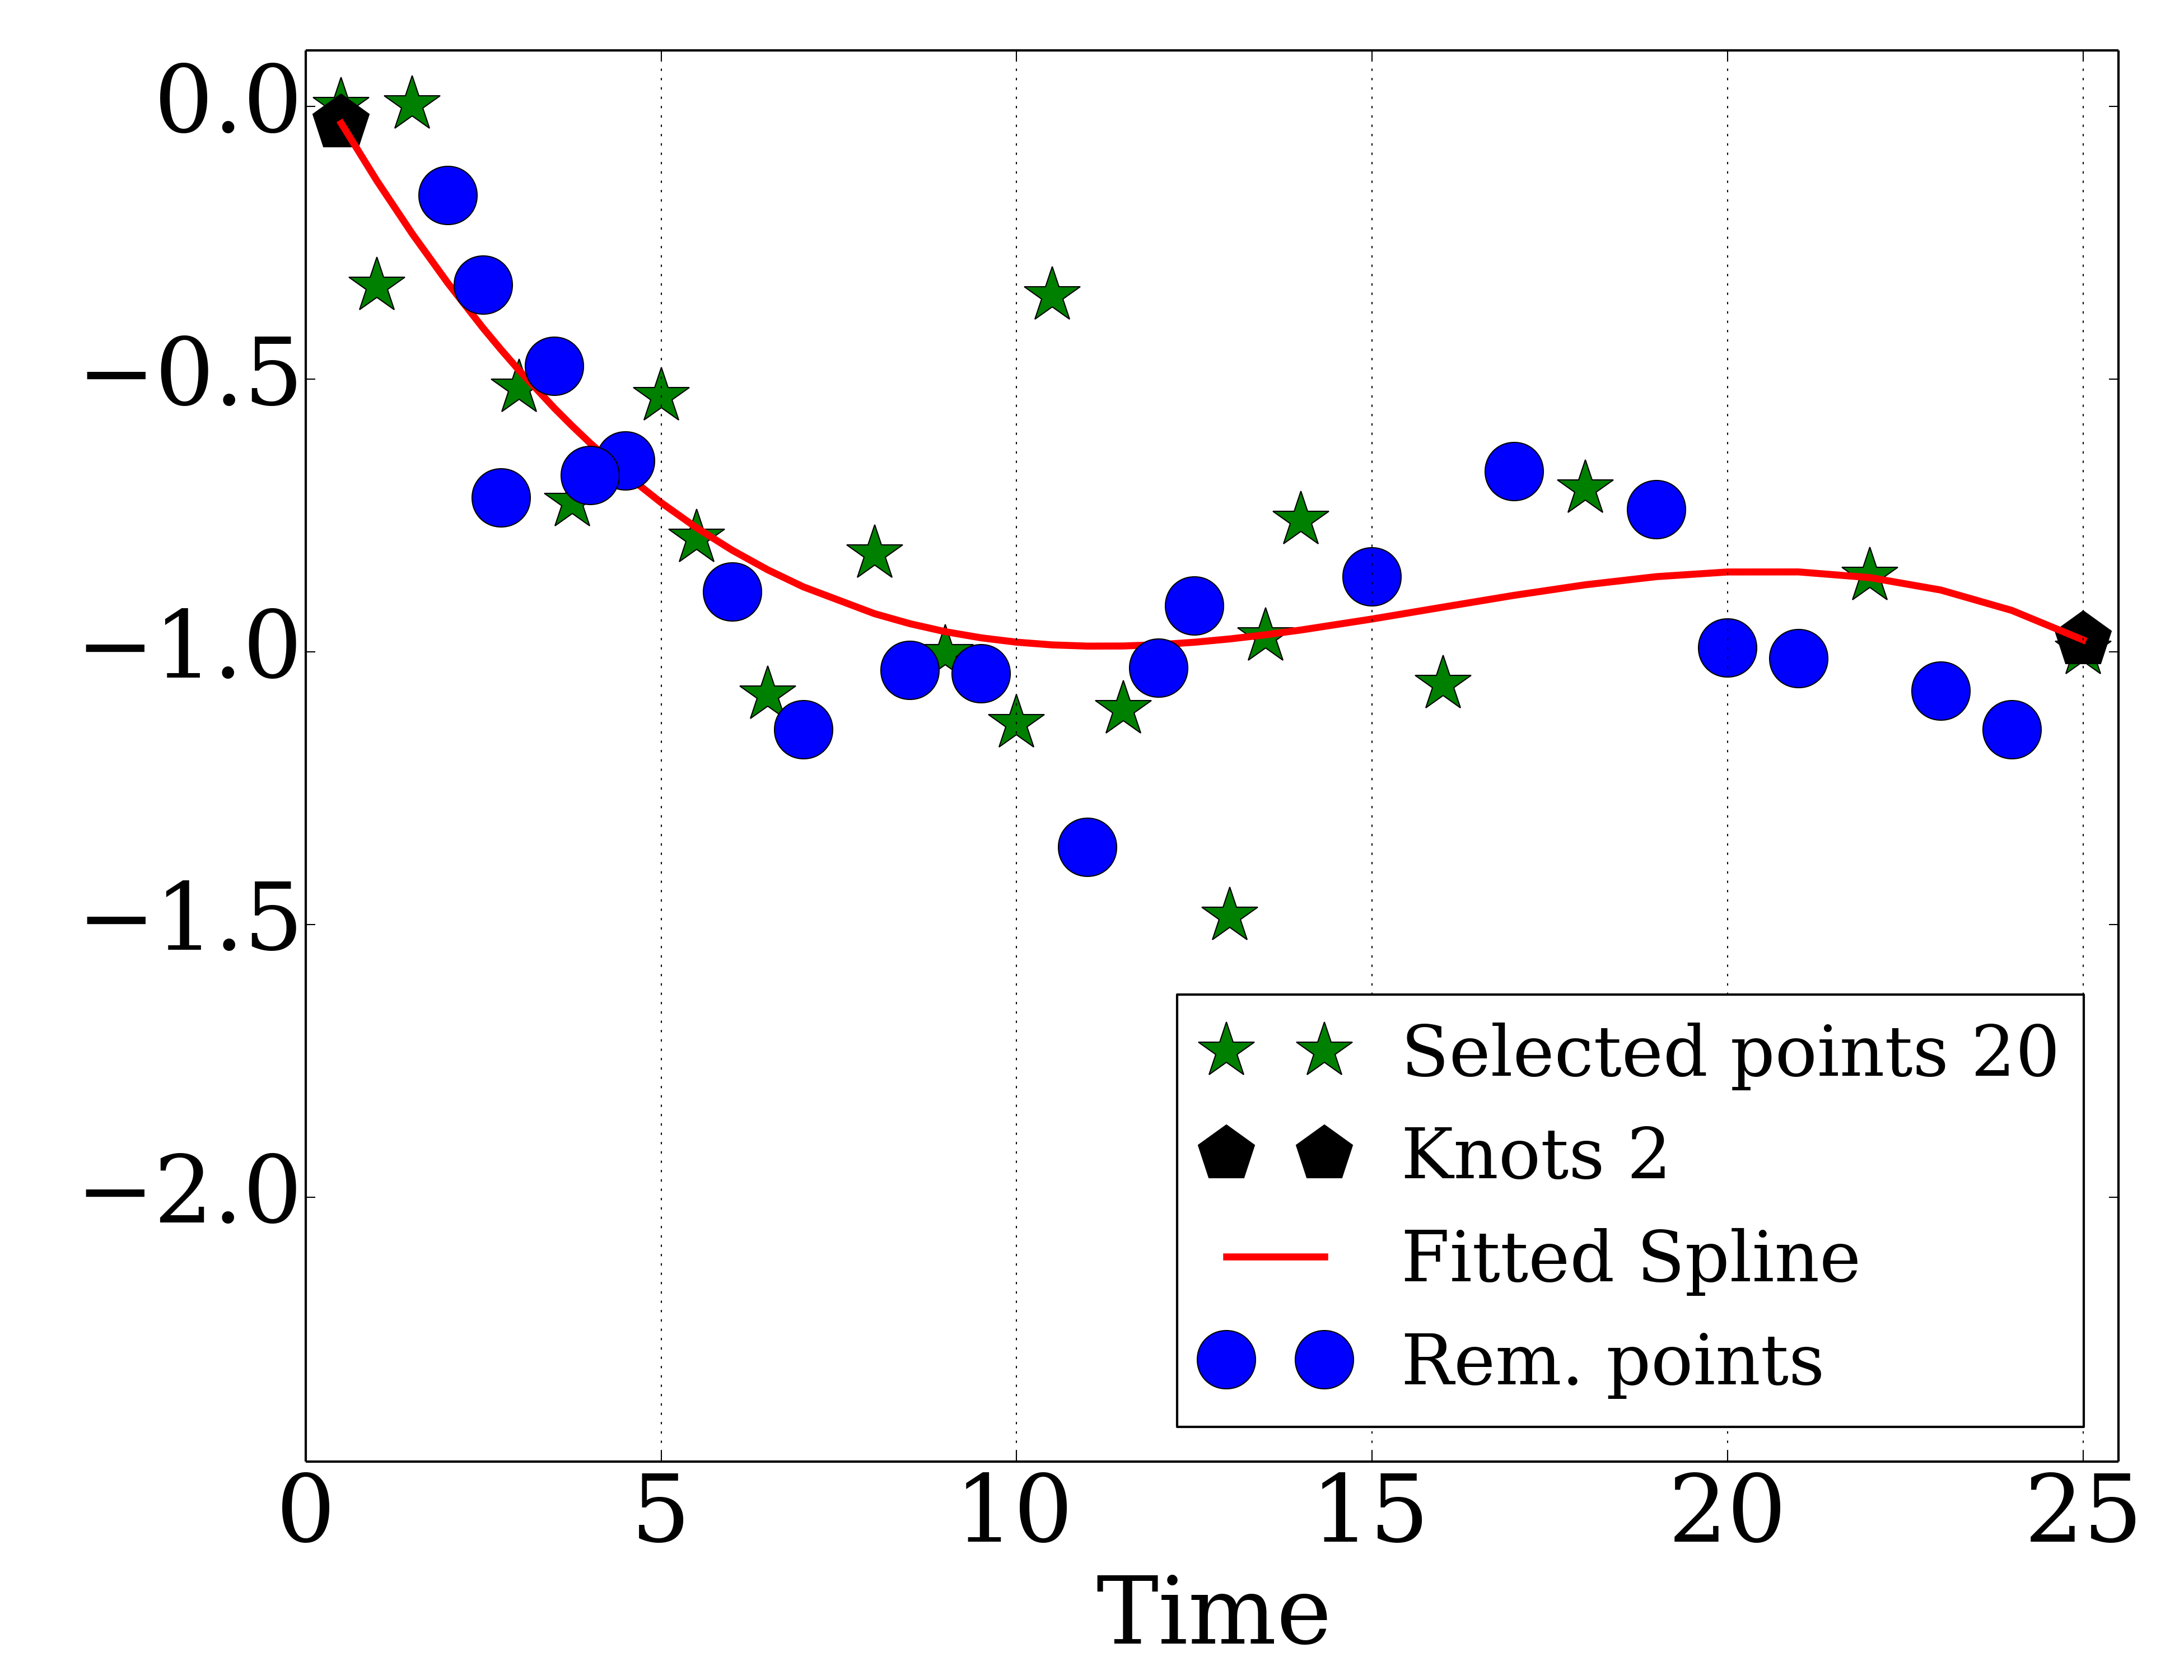 0.0
−0.5
−1.0
−1.5
−2.0
Selected points 20
Knots 2
Fitted Spline
Rem. points
0 5 10 15 20 25
Time